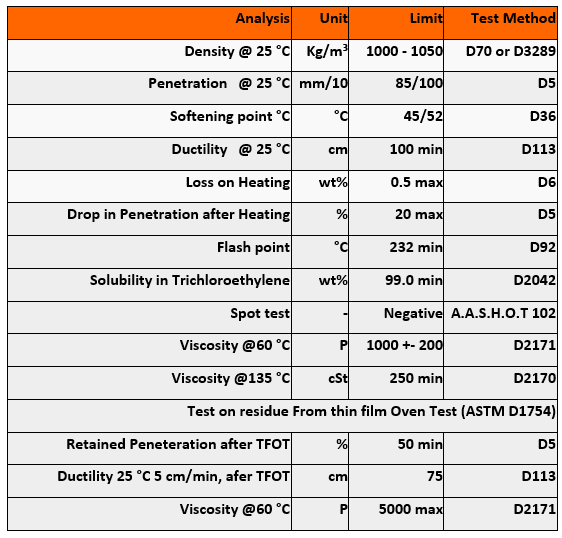 Analysis Unit Limit Test Method
Density @ 25 °C Kg/m³ 1000 - 1050 D70 or D3289
Penetration @ 25 °C mm/10 85/100 D5
Softening point °C °C 45/52 D36
Ductility @ 25 °C cm 100 min D113
Loss on Heating wt% 0.5 max D6
Drop in Penetration after Heating % 20 max D5
Flash point °C 232 min D92
Solubility in Trichloroethylene wt% 99.0 min D2042
Spot test - Negative A.A.S.H.O.T 102
Viscosity @60 °C P 1000 +- 200 D2171
Viscosity @135 °C cSt 250 min D2170
Test on residue From thin film Oven Test (ASTM D1754)
Retained Peneteration after TFOT % 50 min D5
Ductility 25 °C 5 cm/min, afer TFOT cm 75 D113
Viscosity @60 °C P 5000 max D2171